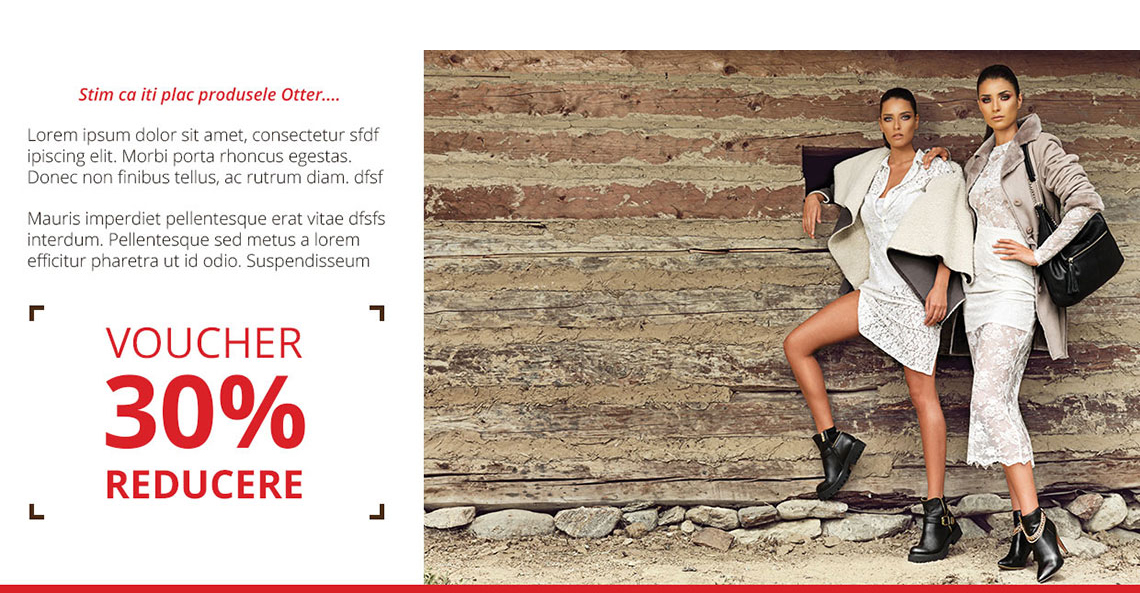 Stim ca iti plac produsele Otter....
Lorem ipsum dolor sit amet, consectetur sfdf
ipiscing elit. Morbi porta rhoncus egestas.
Donec non finibus tellus, ac rutrum diam. dfsf
Mauris imperdiet pellentesque erat vitae dfsfs
interdum. Pellentesque sed metus a lorem
efficitur pharetra ut id odio. Suspendisseum
VOUCHER
30%
REDUCERE